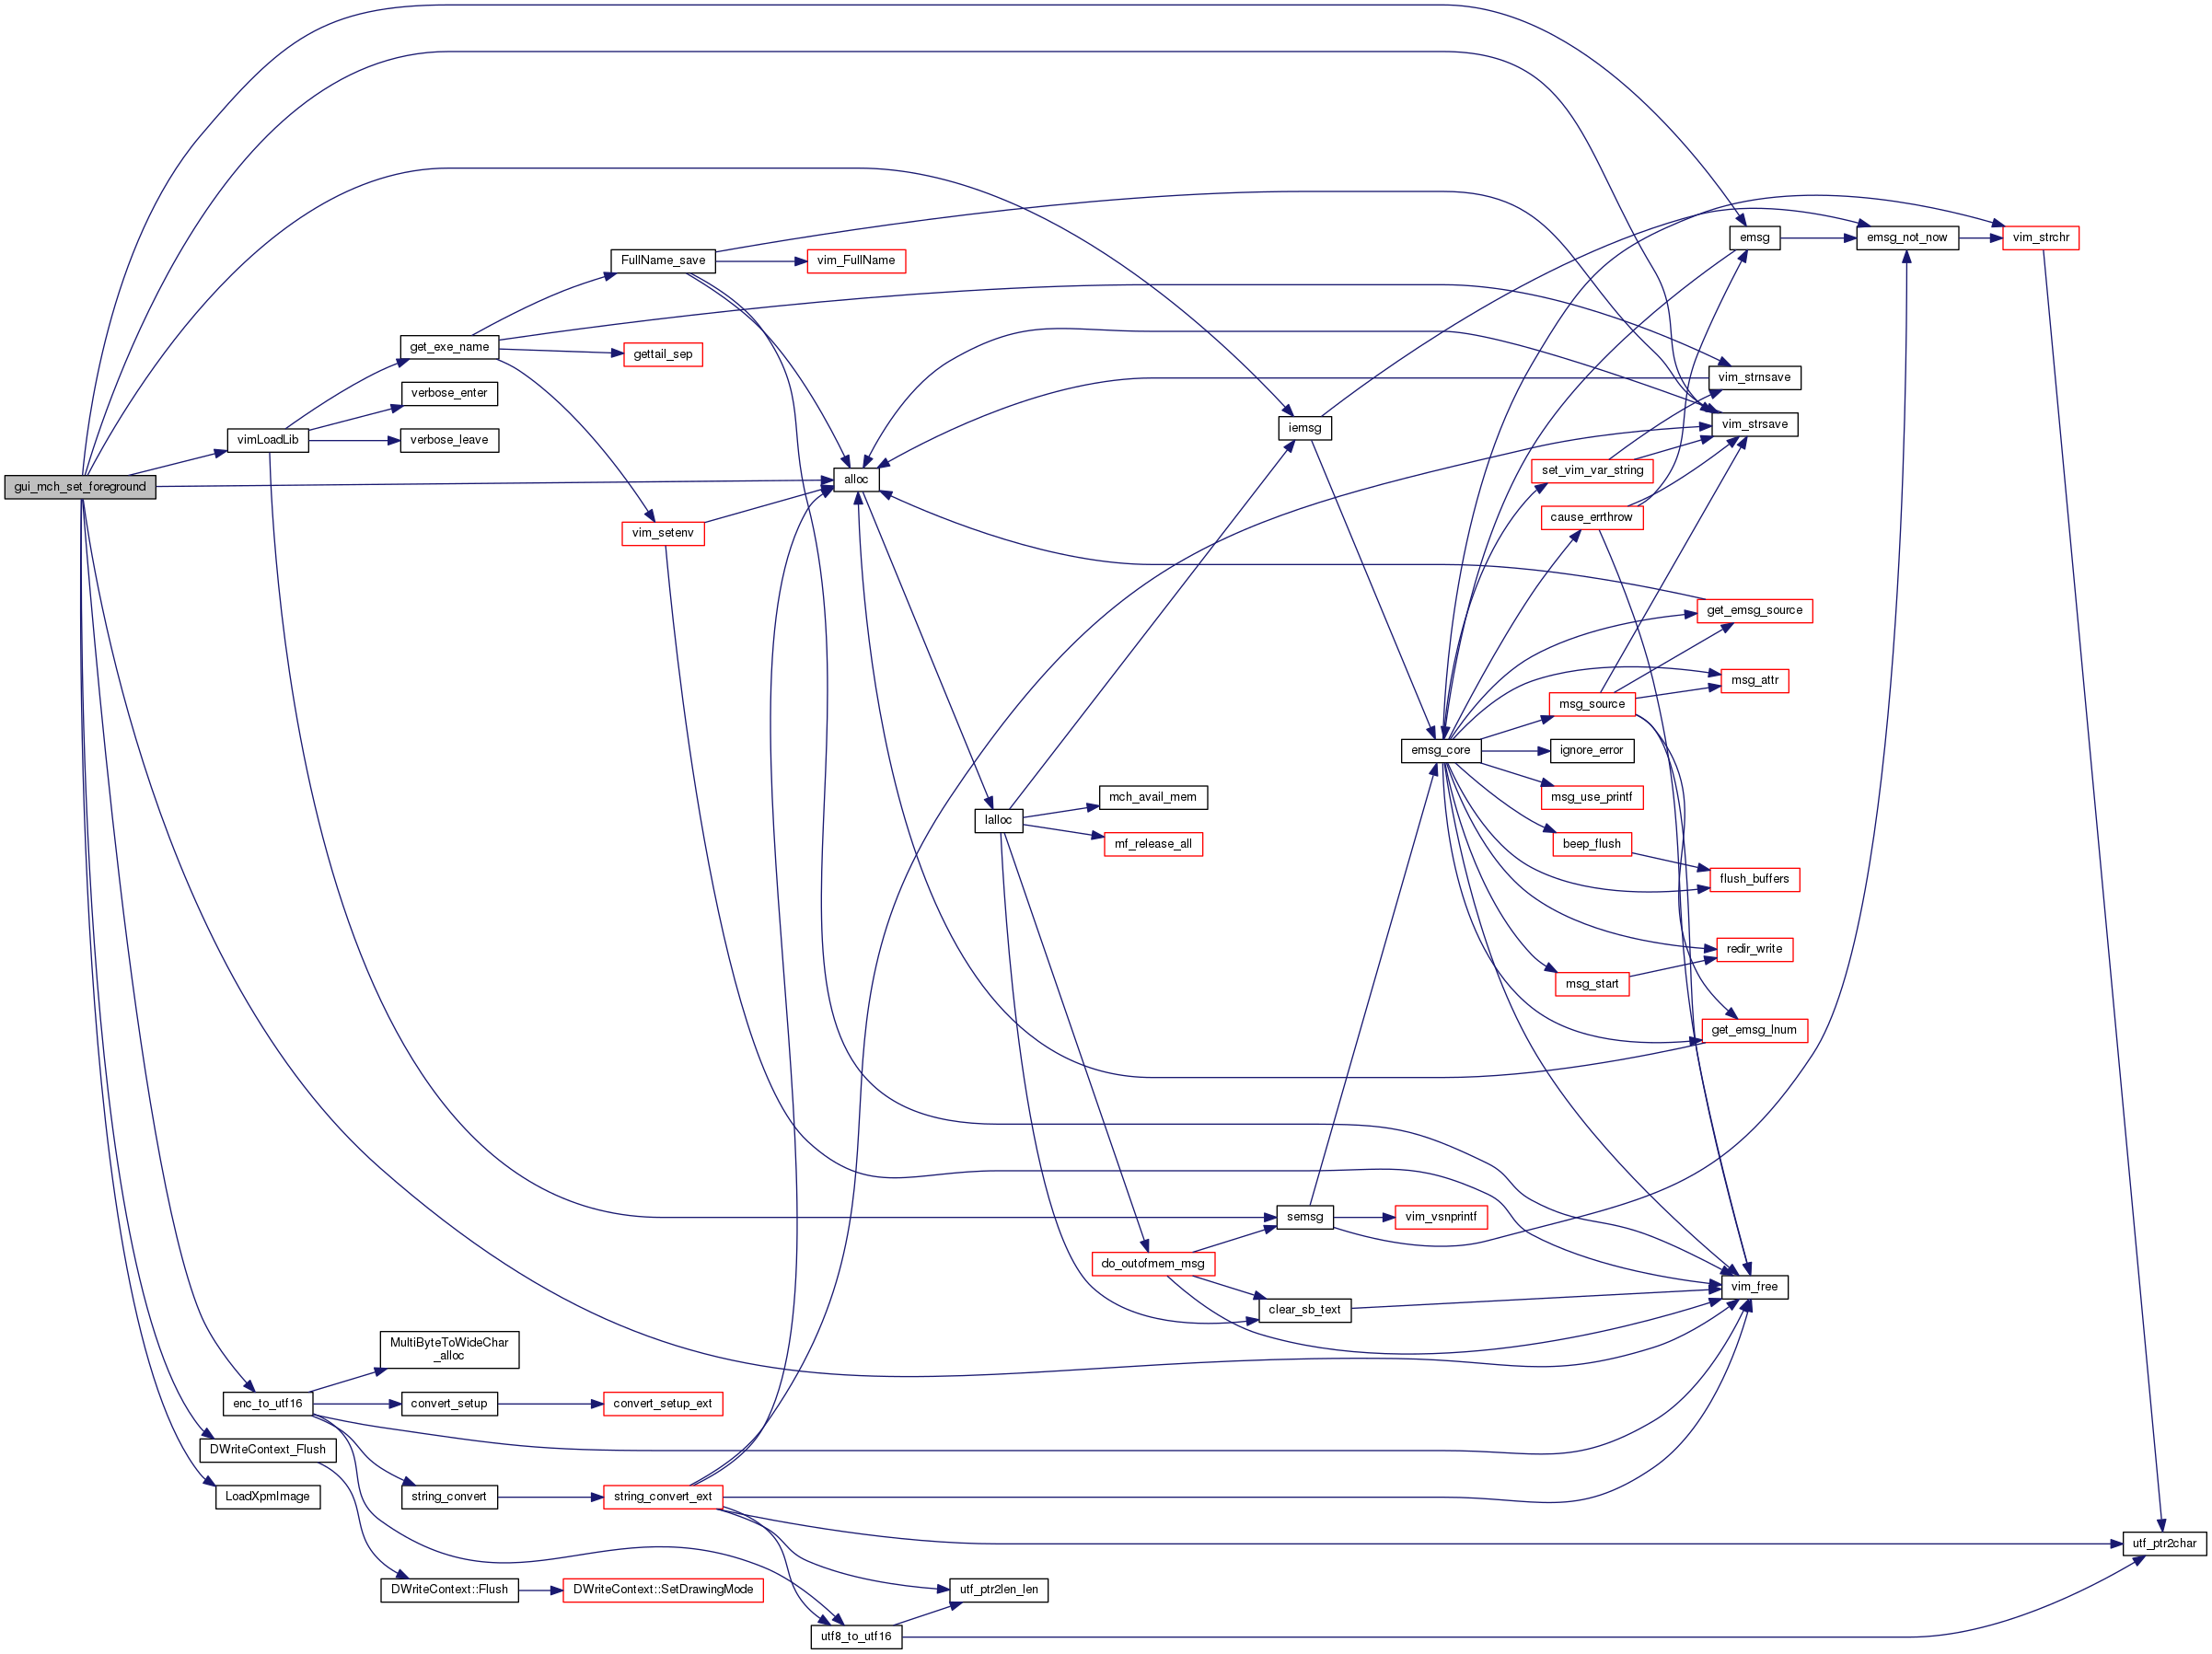 gui_mch_set_foreground
vimLoadLib
get_exe_name
verbose_enter
verbose_leave
FullName_save
vim_FullName
gettail_sep
vim_setenv
alloc
lalloc
mch_avail_mem
mf_release_all
do_outofmem_msg
iemsg
semsg
vim_vsnprintf
clear_sb_text
emsg_core
emsg
emsg_not_now
vim_strchr
vim_strnsave
vim_strsave
set_vim_var_string
cause_errthrow
get_emsg_source
msg_attr
msg_source
ignore_error
msg_use_printf
beep_flush
flush_buffers
redir_write
msg_start
get_emsg_lnum
vim_free
enc_to_utf16
MultiByteToWideChar
_alloc
convert_setup
convert_setup_ext
DWriteContext_Flush
LoadXpmImage
string_convert
string_convert_ext
DWriteContext::Flush
DWriteContext::SetDrawingMode
utf_ptr2len_len
utf8_to_utf16
utf_ptr2char